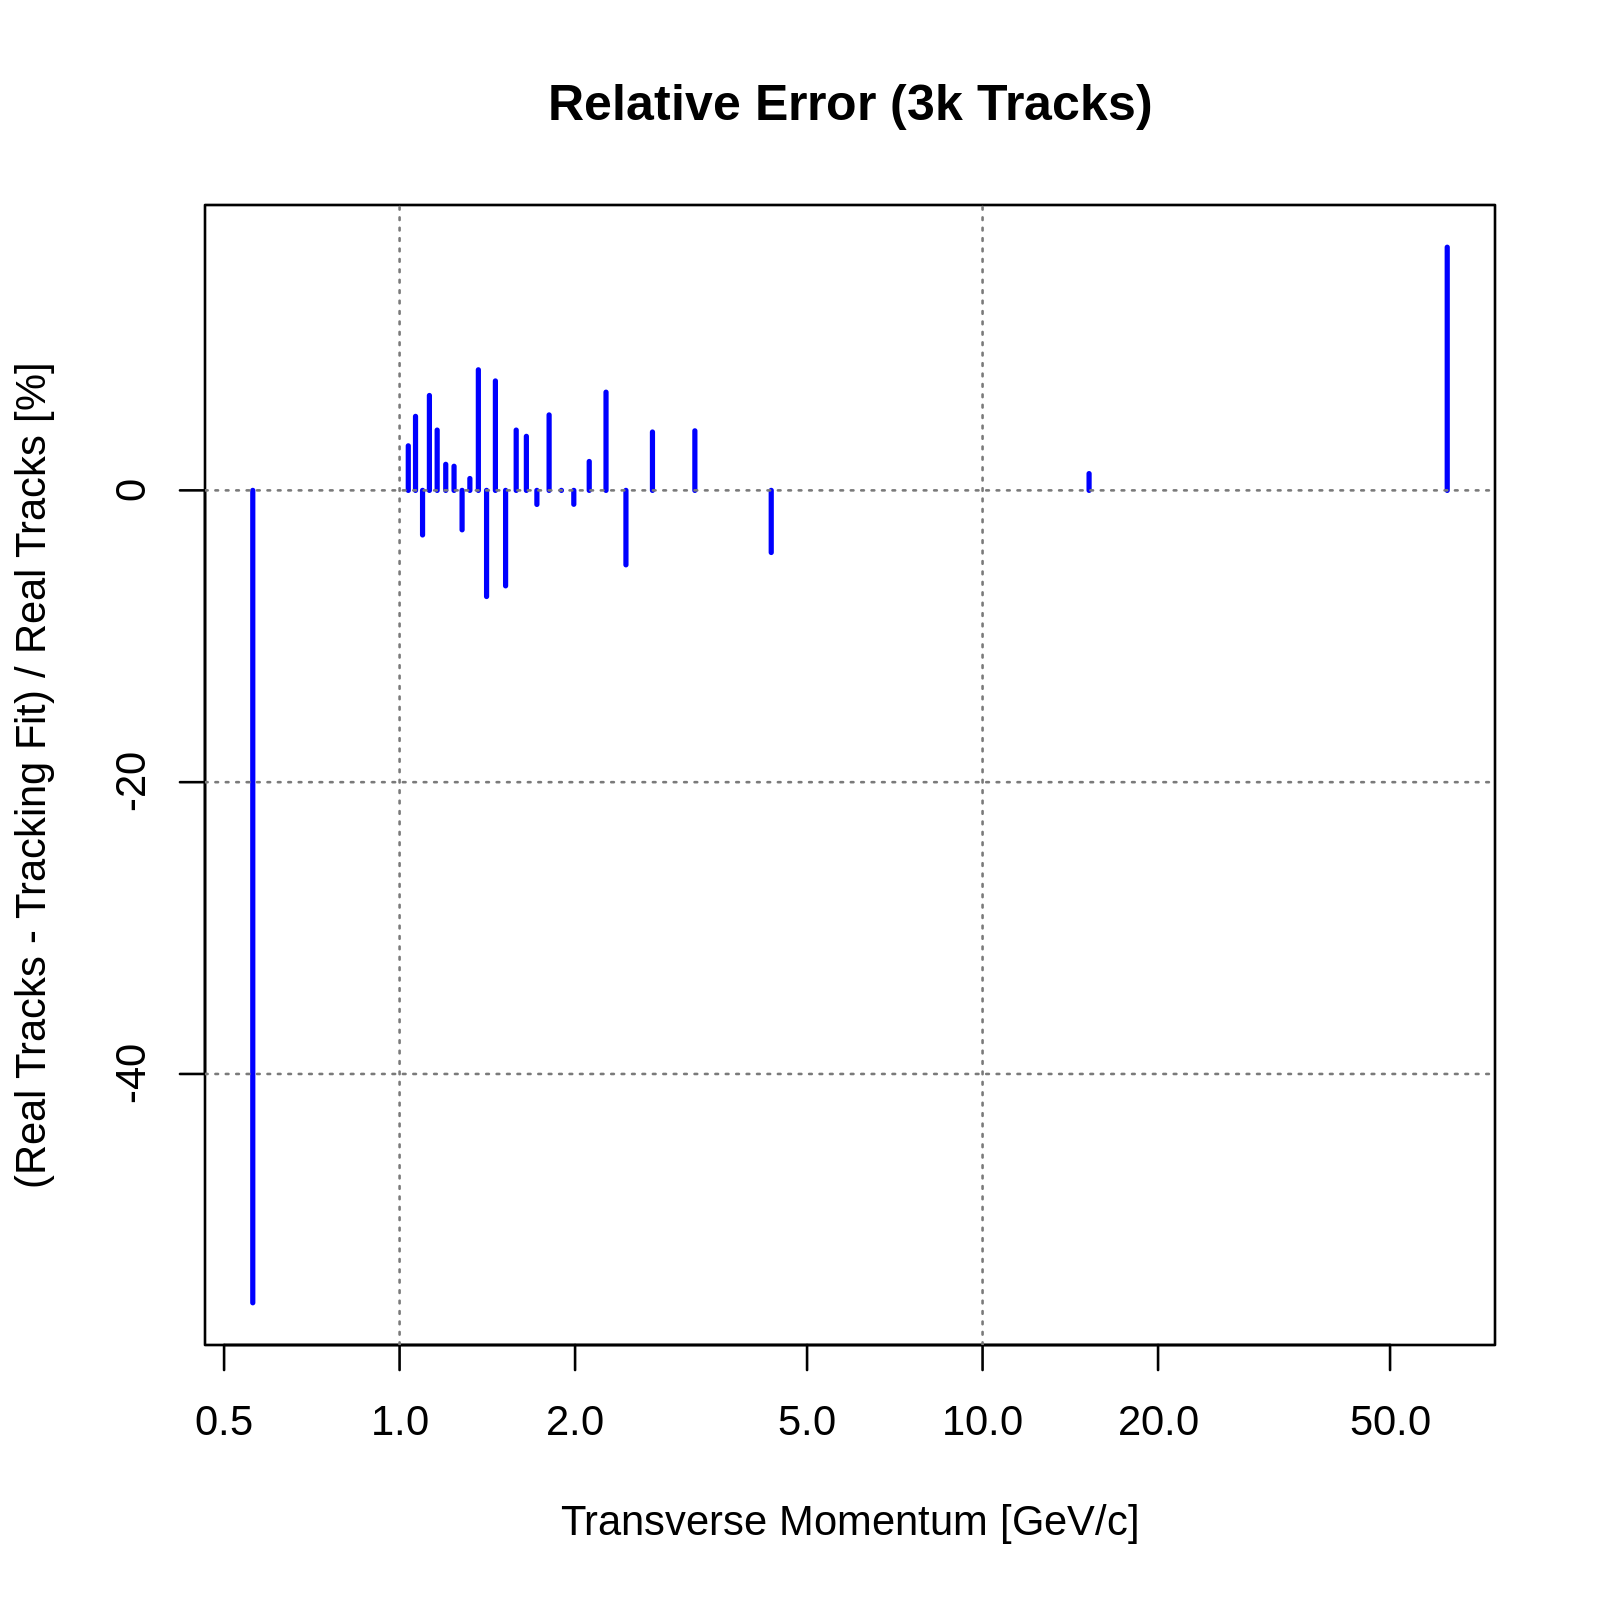 Relative Error (3k Tracks)
(Real Tracks - Tracking Fit) / Real Tracks [%]
0
-20
-40
0.5 1.0 2.0 5.0 10.0 20.0 50.0
Transverse Momentum [GeV/c]